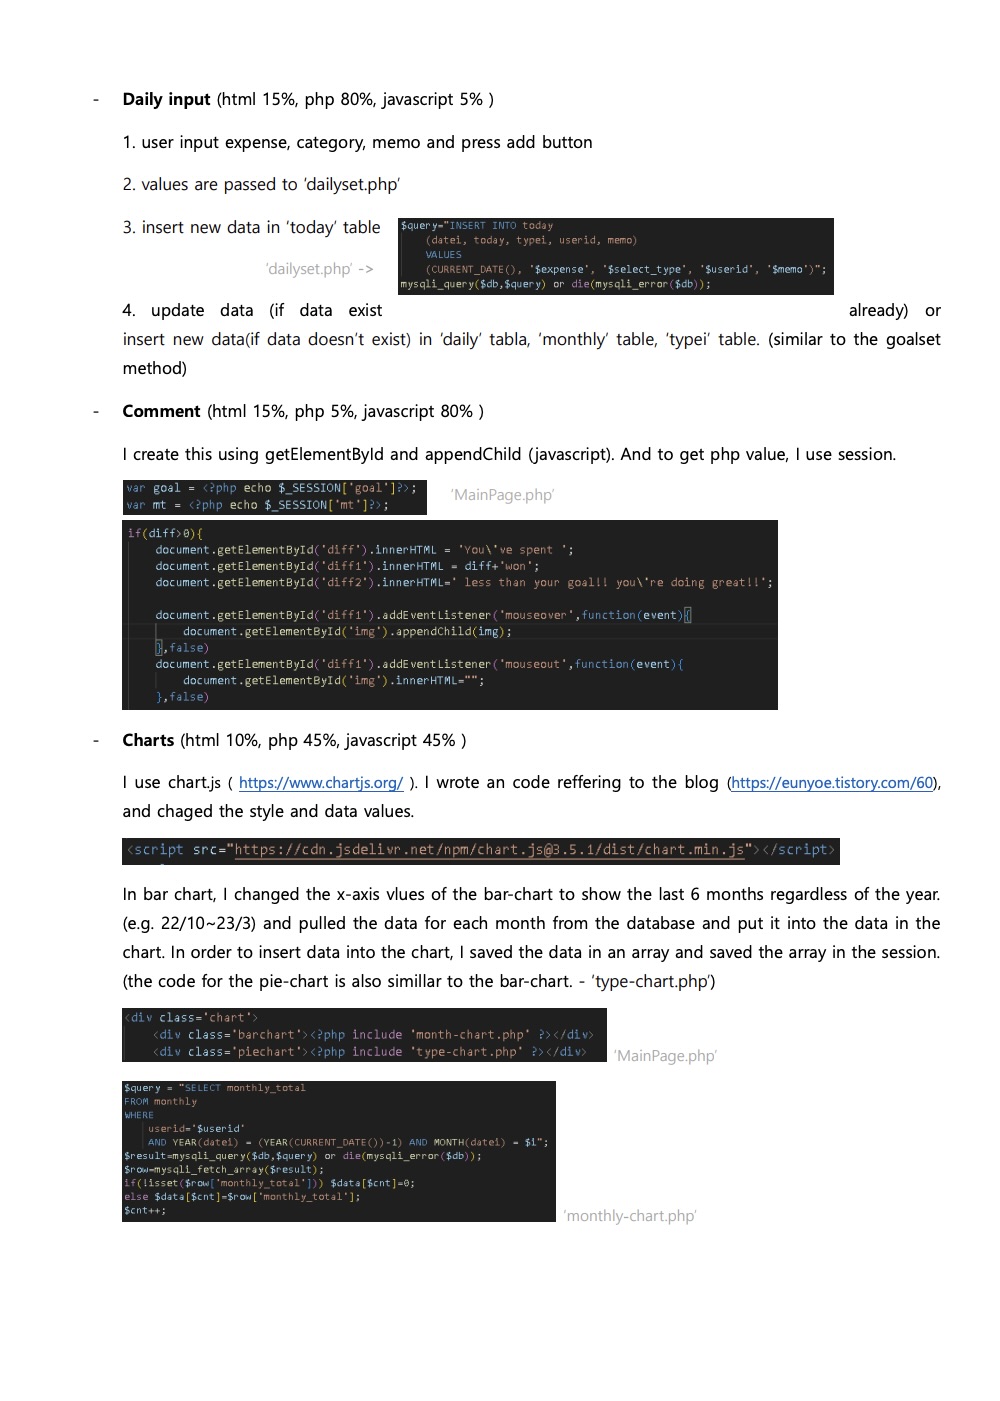 - Daily input (html 15%, php 80%, javascript 5% )
1. user input expense, category, memo and press add button
2. values are passed to 'dailyset.php'
3. insert new data in 'today' table
'dailyset.php' ->
$query="INSERT INTO today
(datei, today, typei, userid, memo)
VALUES
(CURRENT_DATE(), '$expense', '$select_type', '$userid', '$memo')";
mysqli_query($db,$query) or die(mysqli_error($db));
4. update data (if data exist already) or
insert new data(if data doesn't exist) in 'daily' tabla, 'monthly' table, 'typei' table. (similar to the goalset
method)
- Comment (html 15%, php 5%, javascript 80% )
I create this using getElementById and appendChild (javascript). And to get php value, I use session.
var goal = <?php echo $_SESSION['goal']?>;
var mt = <?php echo $_SESSION['mt']?>;
'MainPage.php'
if(diff>0){
document.getElementById('diff').innerHTML = 'You\'ve spent ';
document.getElementById('diff1').innerHTML = diff+'won';
document.getElementById('diff2').innerHTML=' less than your goal!! you\'re doing great!!';
document.getElementById('diff1').addEventListener('mouseover',function(event){
document.getElementById('img').appendChild(img);
},false)
document.getElementById('diff1').addEventListener('mouseout',function(event){
document.getElementById('img').innerHTML="";
},false)
- Charts (html 10%, php 45%, javascript 45% )
I use chart.js ( https://www.chartjs.org/ ). I wrote an code reffering to the blog (https://eunyoe.tistory.com/60),
and chaged the style and data values.
<script src="https://cdn.jsdelivr.net/npm/chart.js@3.5.1/dist/chart.min.js"></script>
In bar chart, I changed the x-axis vlues of the bar-chart to show the last 6 months regardless of the year.
(e.g. 22/10~23/3) and pulled the data for each month from the database and put it into the data in the
chart. In order to insert data into the chart, I saved the data in an array and saved the array in the session.
(the code for the pie-chart is also simillar to the bar-chart. - 'type-chart.php')
<div class='chart'>
<div class='barchart'><?php include 'month-chart.php' ?></div>
<div class='piechart'><?php include 'type-chart.php' ?></div>
'MainPage.php'
$query = "SELECT monthly_total
FROM monthly
WHERE
userid='$userid'
AND YEAR(datei) = (YEAR(CURRENT_DATE())-1) AND MONTH(datei) = $i";
$result=mysqli_query($db,$query) or die(mysqli_error($db));
$row=mysqli_fetch_array($result);
if(!isset($row['monthly_total'])) $data[$cnt]=0;
else $data[$cnt]=$row['monthly_total'];
$cnt++;
'monthly-chart.php'